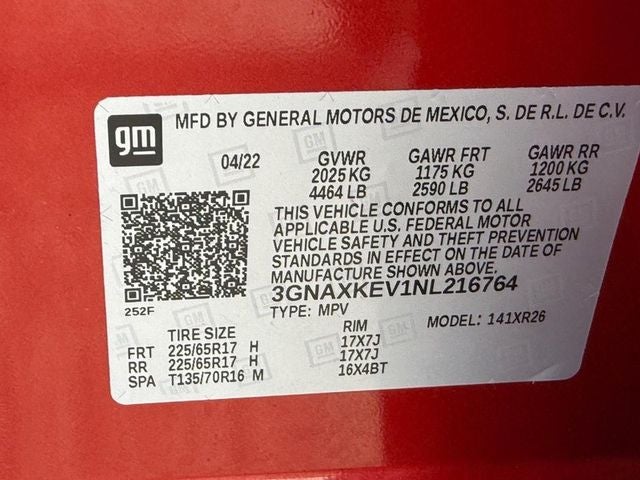 gm
MFD BY GENERAL MOTORS DE MEXICO, S. DE R.L. DE C.V.
04/22 GVWR GAWR FRT GAWR RR
2025 KG 1175 KG 1200 KG
4464 LB 2590 LB 2645 LB
THIS VEHICLE CONFORMS TO ALL
APPLICABLE U.S. FEDERAL MOTOR
VEHICLE SAFETY AND THEFT PREVENTION
STANDARDS IN EFFECT ON THE DATE OF
MANUFACTURE SHOWN ABOVE.
3GNAXKEV1NL216764
252F
TYPE: MPV MODEL: 141XR26
TIRE SIZE RIM
FRT 225/65R17 H 17X7J
RR 225/65R17 H 17X7J
SPA T135/70R16 M 16X4BT